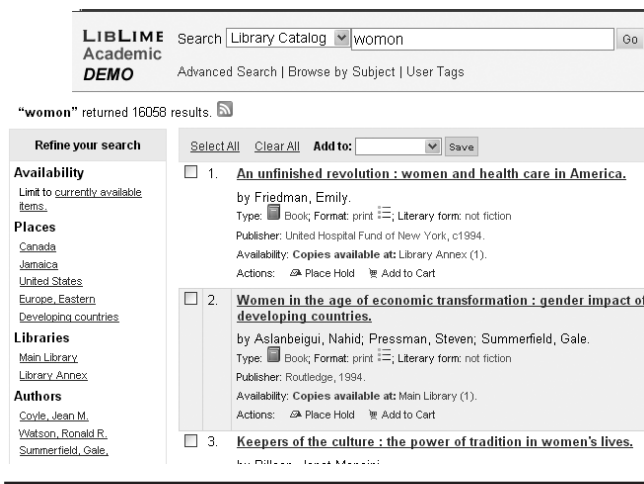 LIBLIME
Academic
DEMO
Search Library Catalog womon Go
Advanced Search | Browse by Subject | User Tags
“womon” returned 16058 results.
Refine your search
Availability
Limit to currently available
items.
Places
Canada
Jamaica
United States
Europe, Eastern
Developing countries
Libraries
Main Library
Library Annex
Authors
Coyle, Jean M.
Watson, Ronald R.
Summerfield, Gale,
Select All Clear All Add to: Save
1. An unfinished revolution : women and health care in America.
by Friedman, Emily.
Type: Book; Format: print ; Literary form: not fiction
Publisher: United Hospital Fund of New York, c1994.
Availability: Copies available at: Library Annex (1).
Actions: Place Hold Add to Cart
2. Women in the age of economic transformation : gender impact of
developing countries.
by Aslanbeigui, Nahid; Pressman, Steven; Summerfield, Gale.
Type: Book; Format: print ; Literary form: not fiction
Publisher: Routledge, 1994.
Availability: Copies available at: Main Library (1).
Actions: Place Hold Add to Cart
3. Keepers of the culture : the power of tradition in women's lives.